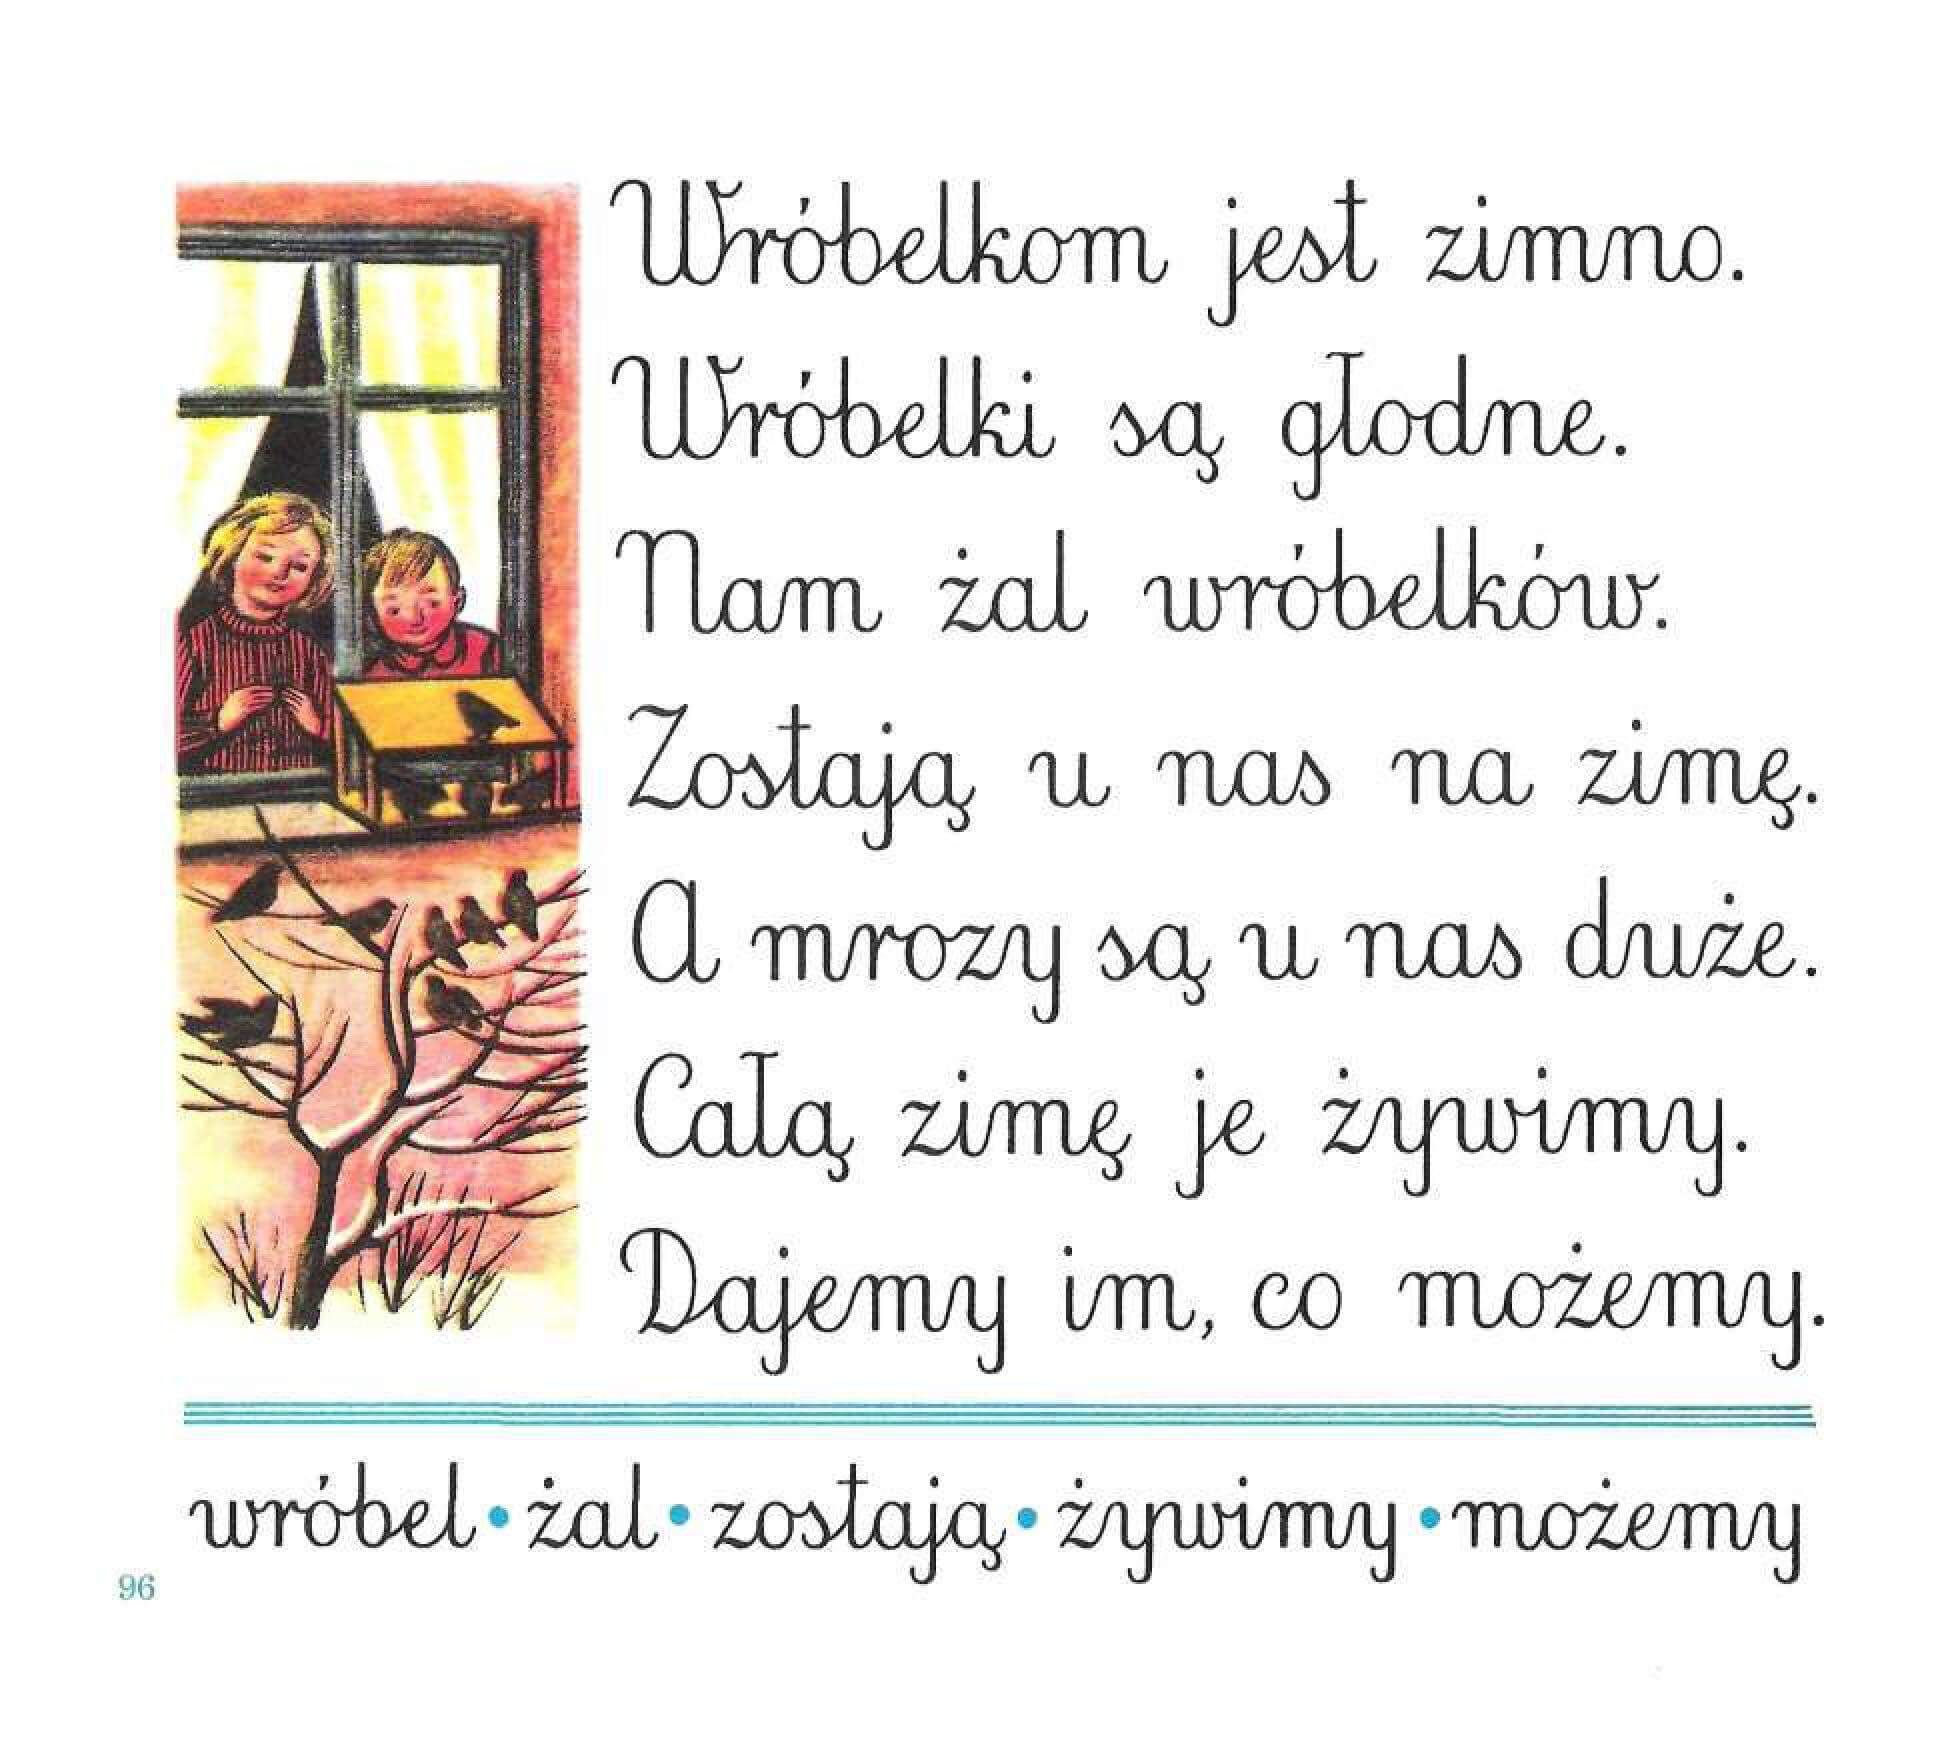 Wróbelkom jest zimno.
Wróbelki są głodne.
Nam żal wróbelków.
Zostają u nas na zimę.
A mrozy są u nas duże.
Całą zimę je żywimy.
Dajemy im, co możemy.
wróbel • żal • zostają • żywimy • możemy
96